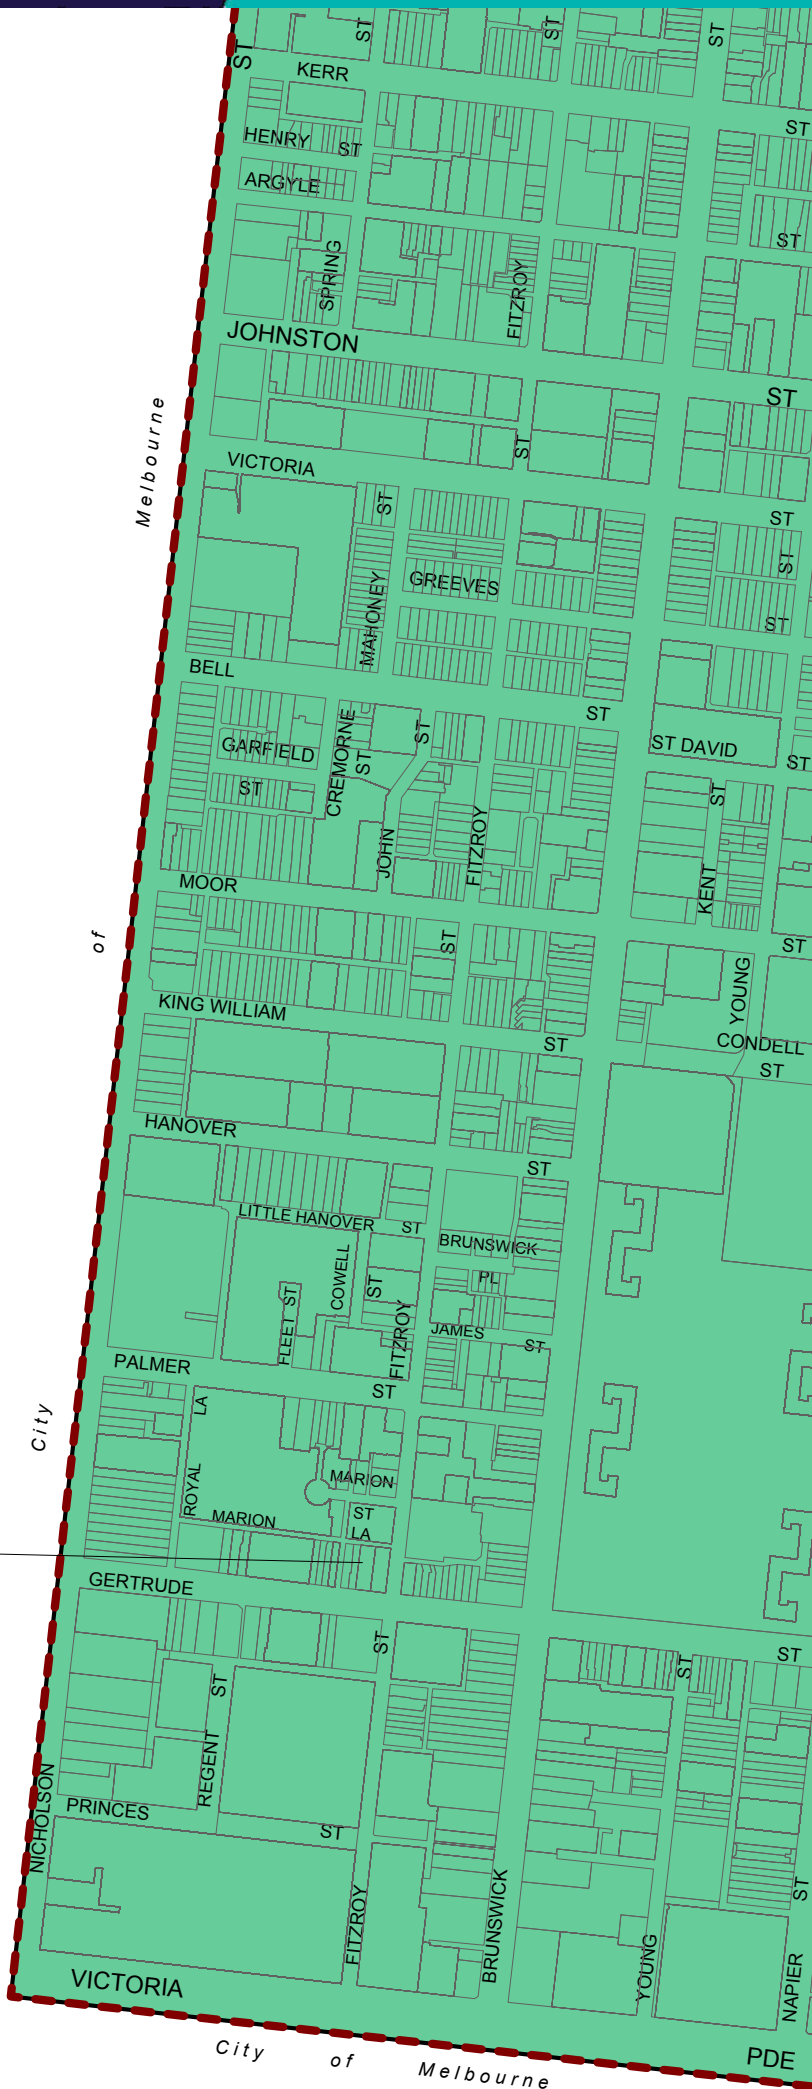 ST
ST
ST
ST
KERR
ST
HENRY
ST
ARGYLE
ST
SPRING
FITZROY
JOHNSTON
ST
Melbourne
ST
VICTORIA
ST
ST
ST
GREEVES
MAHONEY
ST
BELL
ST
ST
GARFIELD
CREMORNE
ST
ST DAVID
ST
ST
ST
JOHN
FITZROY
KENT
MOOR
ST
of
ST
YOUNG
KING WILLIAM
ST
CONDELL
ST
HANOVER
ST
LITTLE HANOVER
ST
BRUNSWICK
PL
COWELL
ST
FLEET ST
FITZROY
JAMES
ST
PALMER
ST
LA
City
ROYAL
MARION
ST
MARION
LA
GERTRUDE
ST
ST
ST
ST
REGENT
NICHOLSON
PRINCES
ST
ST
FITZROY
BRUNSWICK
YOUNG
NAPIER
VICTORIA
PDE
City of Melbourne